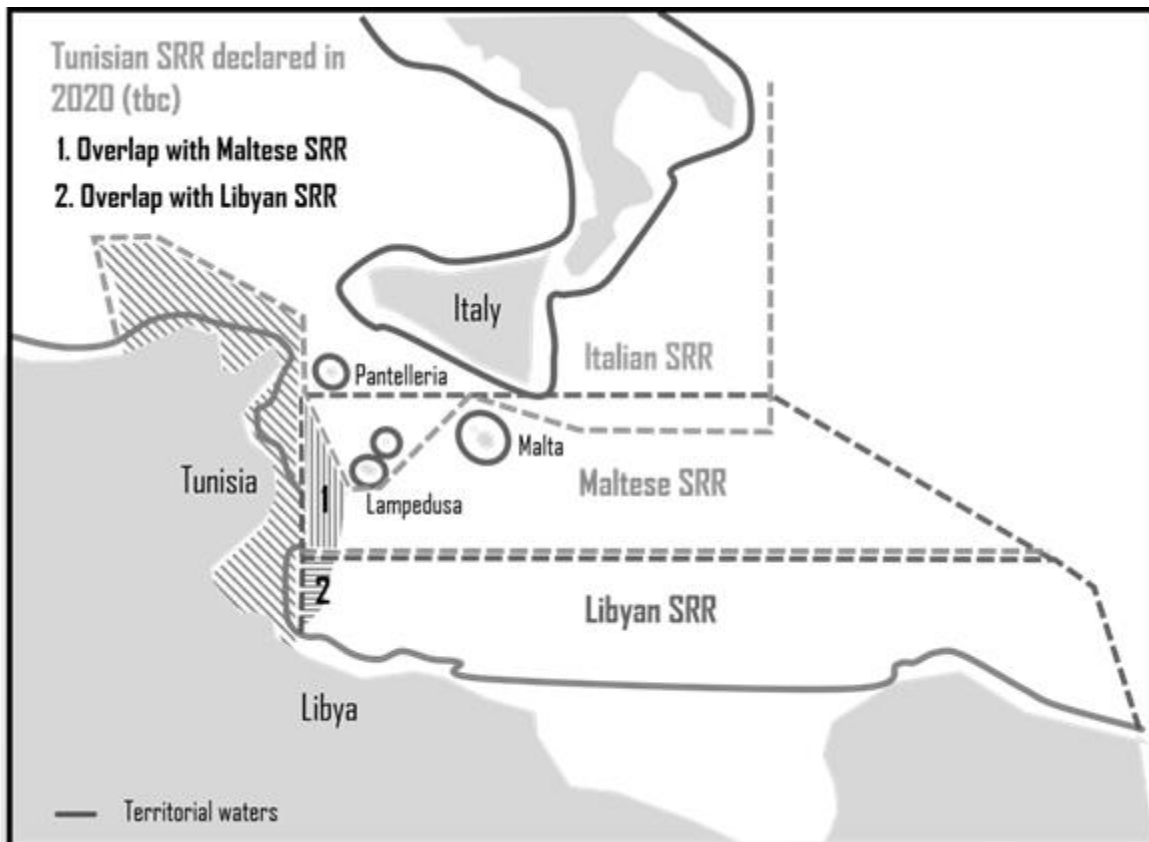 Tunisian SRR declared in
2020 (tbc)
1. Overlap with Maltese SRR
2. Overlap with Libyan SRR
Italy
Italian SRR
Pantelleria
Malta
Tunisia
1
Lampedusa
Maltese SRR
2
Libyan SRR
Libya
Territorial waters